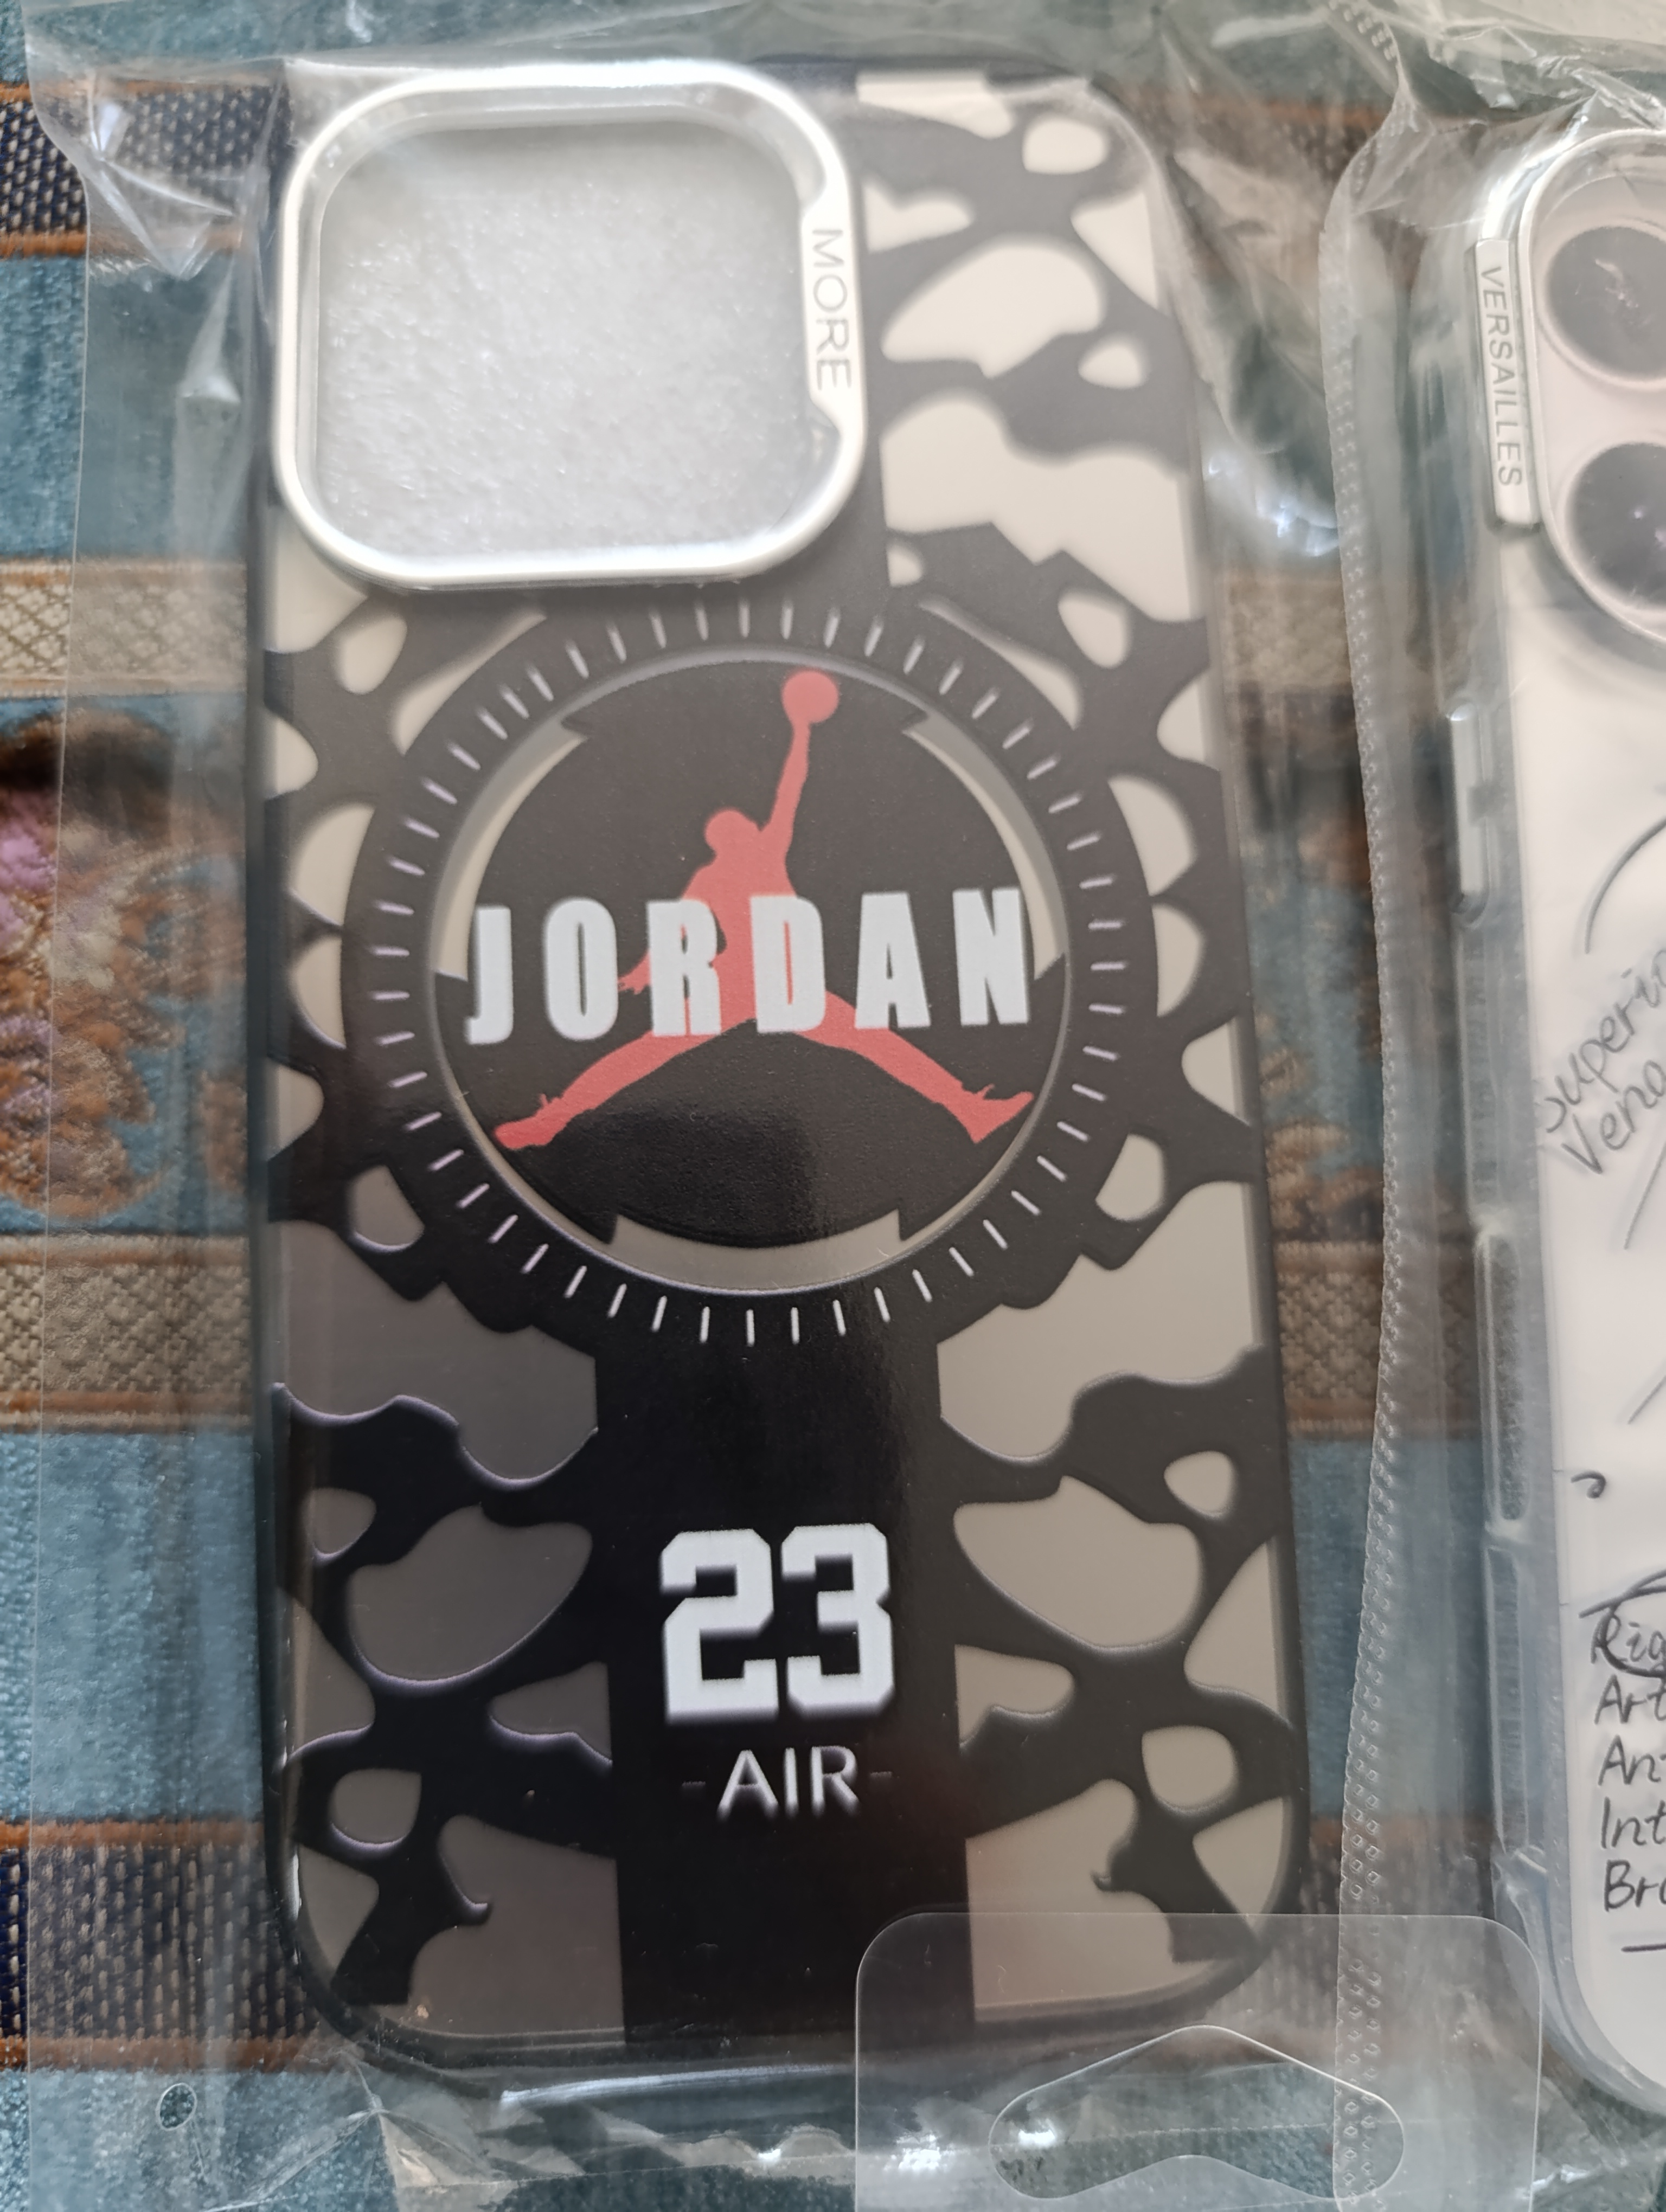 MORE
JORDAN
23
-AIR-
VERSAILLES